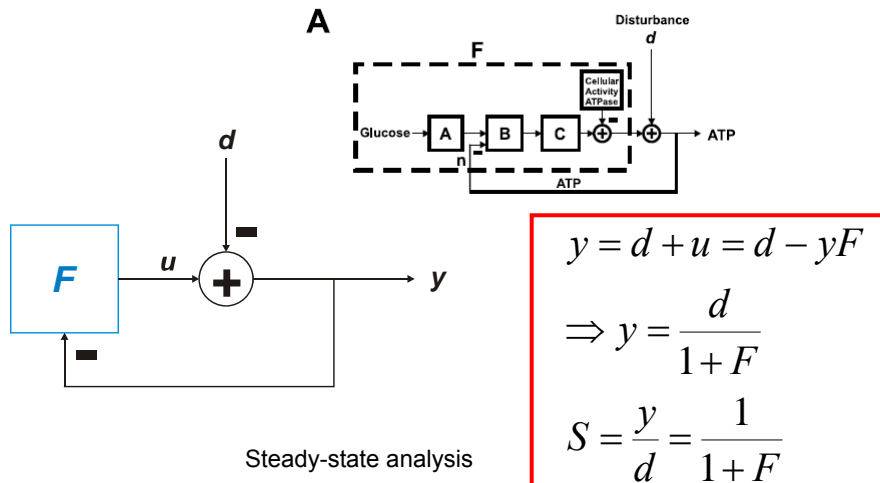 A
Disturbance
d
F
Cellular
Activity
ATPase
-
Glucose
A
B
C
+
+
ATP
-
n
ATP
d
-
F
u
+
y
-
y = d + u = d − yF
⇒ y = d / (1 + F)
S = y / d = 1 / (1 + F)
Steady-state analysis